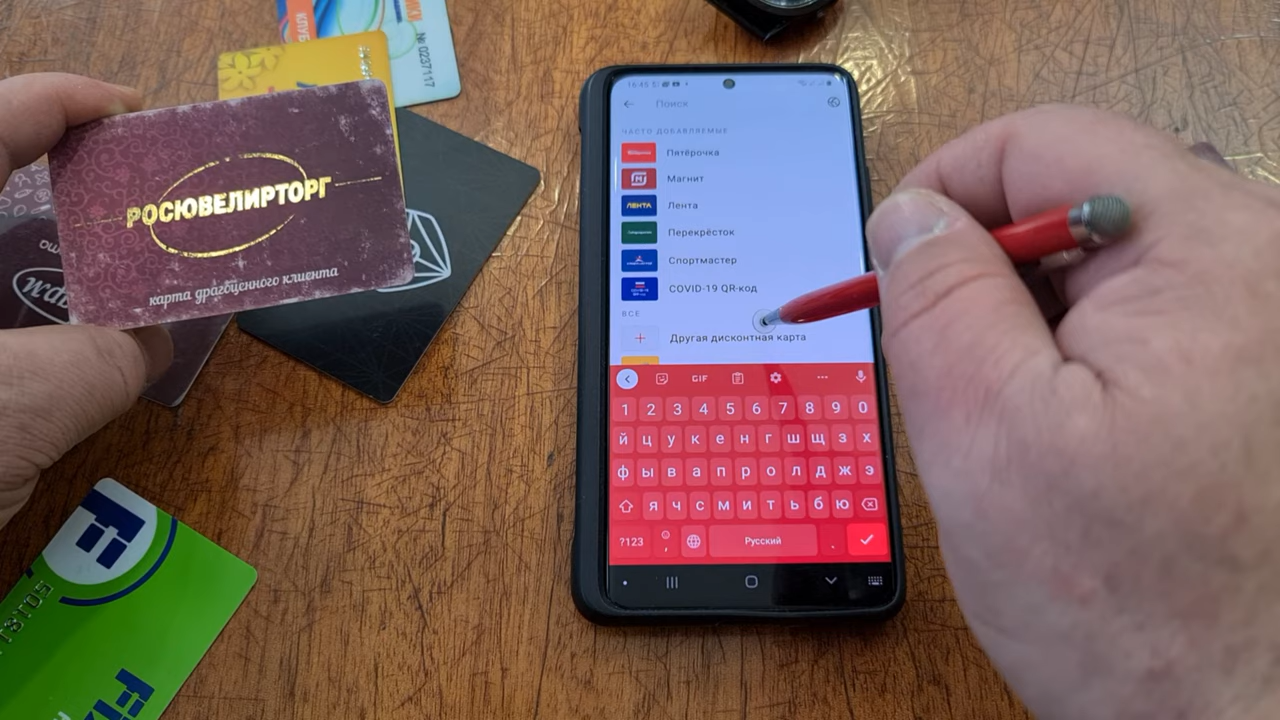 № 0237117
РОСЮВЕЛИРТОРГ
карта драгоценного клиента
16:45
Поиск
ЧАСТО ДОБАВЛЯЕМЫЕ
Пятёрочка
Магнит
ЛЕНТА
Лента
Перекрёсток
Спортмастер
COVID-19 QR-код
ВСЕ
Другая дисконтная карта
GIF
1 2 3 4 5 6 7 8 9 0
й ц у к е н г ш щ з х
ф ы в а п р о л д ж э
я ч с м и т ь б ю
?123 , Русский .